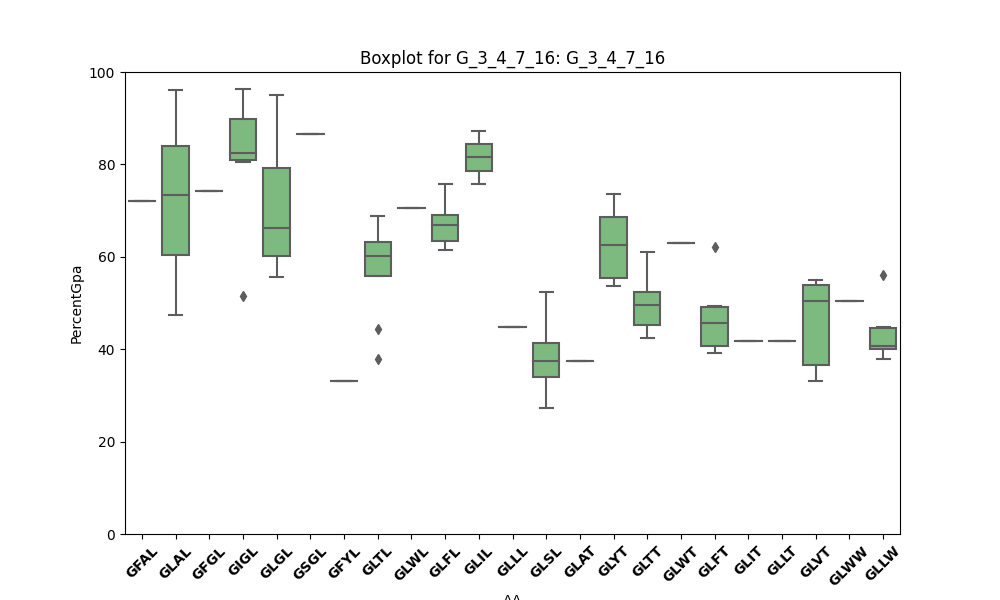 Boxplot for G_3_4_7_16: G_3_4_7_16
100
80
60
40
20
0
PercentGpa
GFAL
GLAL
GFGL
GIGL
GLGL
GSGL
GFYL
GLTL
GLWL
GLFL
GLIL
GLLL
GLSL
GLAT
GLYT
GLTT
GLWT
GLFT
GLIT
GLLT
GLVT
GLWW
GLLW
AA